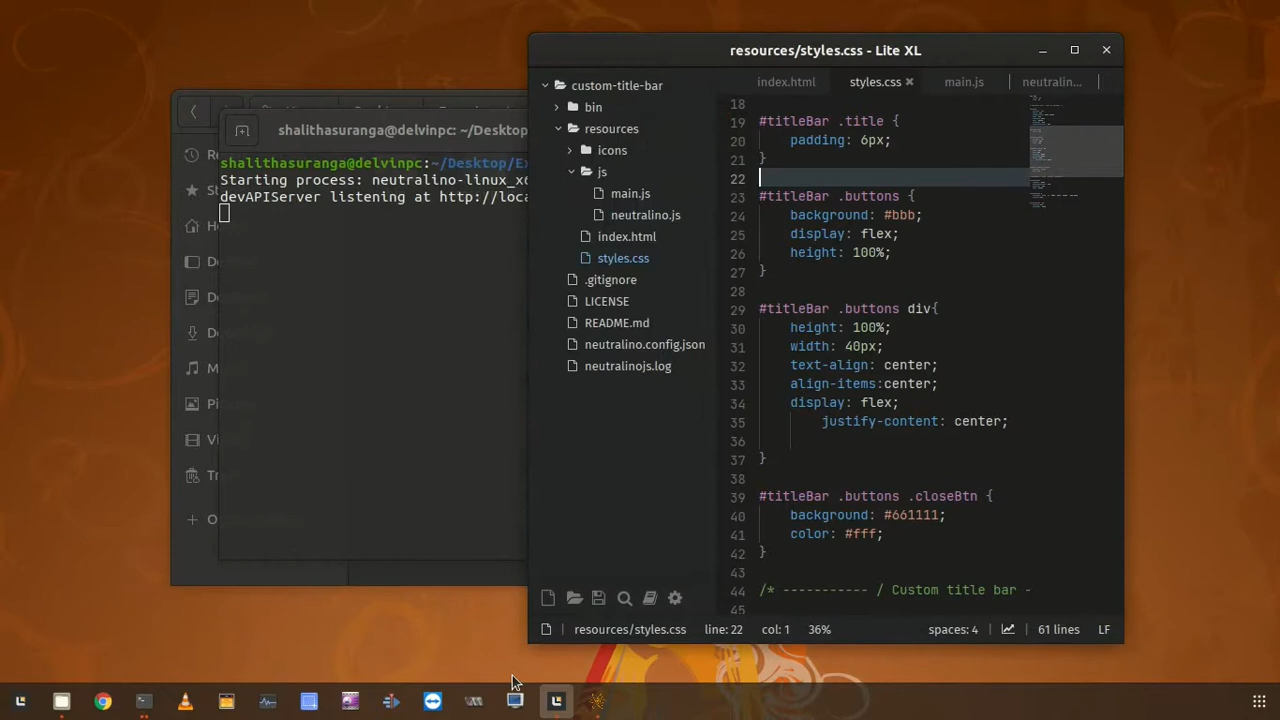 resources/styles.css - Lite XL
custom-title-bar
bin
resources
icons
js
main.js
neutralino.js
index.html
styles.css
.gitignore
LICENSE
README.md
neutralino.config.json
neutralinojs.log
index.html
styles.css
main.js
neutralin...
18
19 #titleBar .title {
20 padding: 6px;
21 }
22
23 #titleBar .buttons {
24 background: #bbb;
25 display: flex;
26 height: 100%;
27 }
28
29 #titleBar .buttons div{
30 height: 100%;
31 width: 40px;
32 text-align: center;
33 align-items:center;
34 display: flex;
35 justify-content: center;
36
37 }
38
39 #titleBar .buttons .closeBtn {
40 background: #661111;
41 color: #fff;
42 }
43
44 /* ----------- / Custom title bar -
45
resources/styles.css line: 22 col: 1 36% spaces: 4 61 lines LF
shalithasuranga@delvinpc: ~/Desktop
shalithasuranga@delvinpc:~/Desktop/Ex
Starting process: neutralino-linux_x6
devAPIServer listening at http://loca